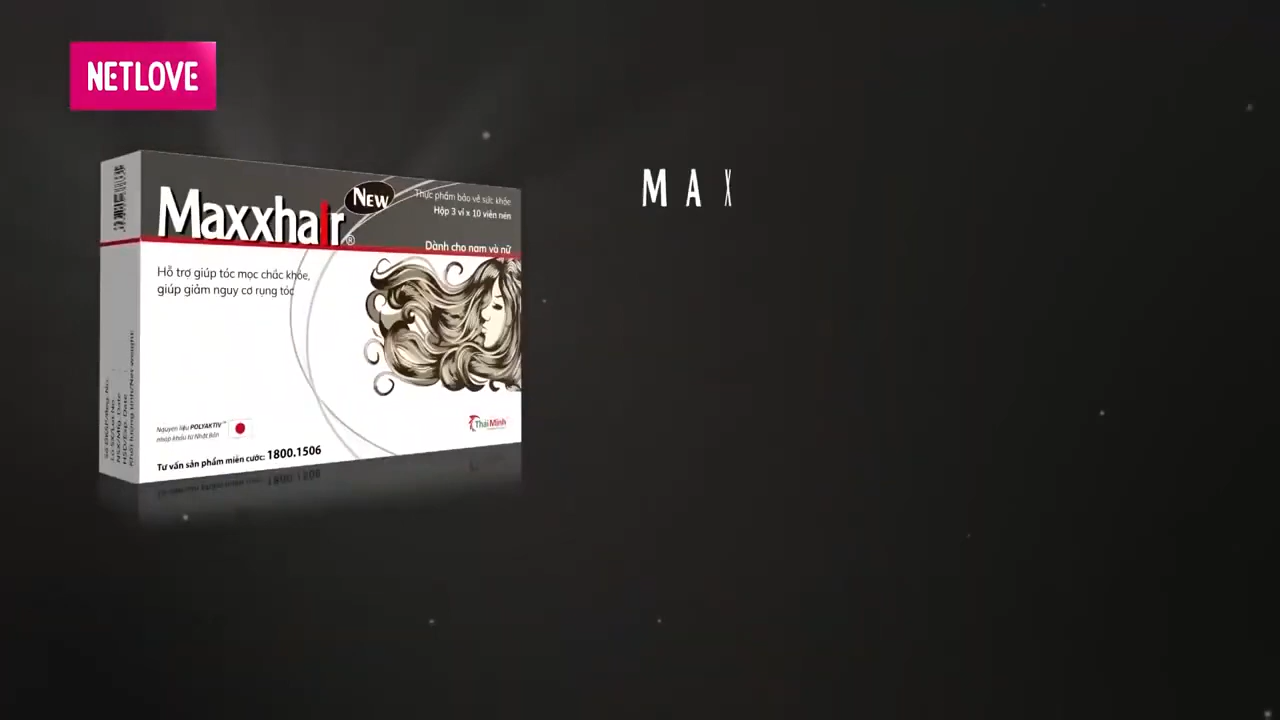 NETLOVE
MAX
Maxxhair®
NEW
Thực phẩm bảo vệ sức khỏe
Hộp 3 vỉ x 10 viên nén
Dành cho nam và nữ
Hỗ trợ giúp tóc mọc chắc khỏe,
giúp giảm nguy cơ rụng tóc
Nguyên liệu POLYAKTIV™
nhập khẩu từ Nhật Bản
Thái Minh
Tư vấn sản phẩm miễn cước: 1800.1506